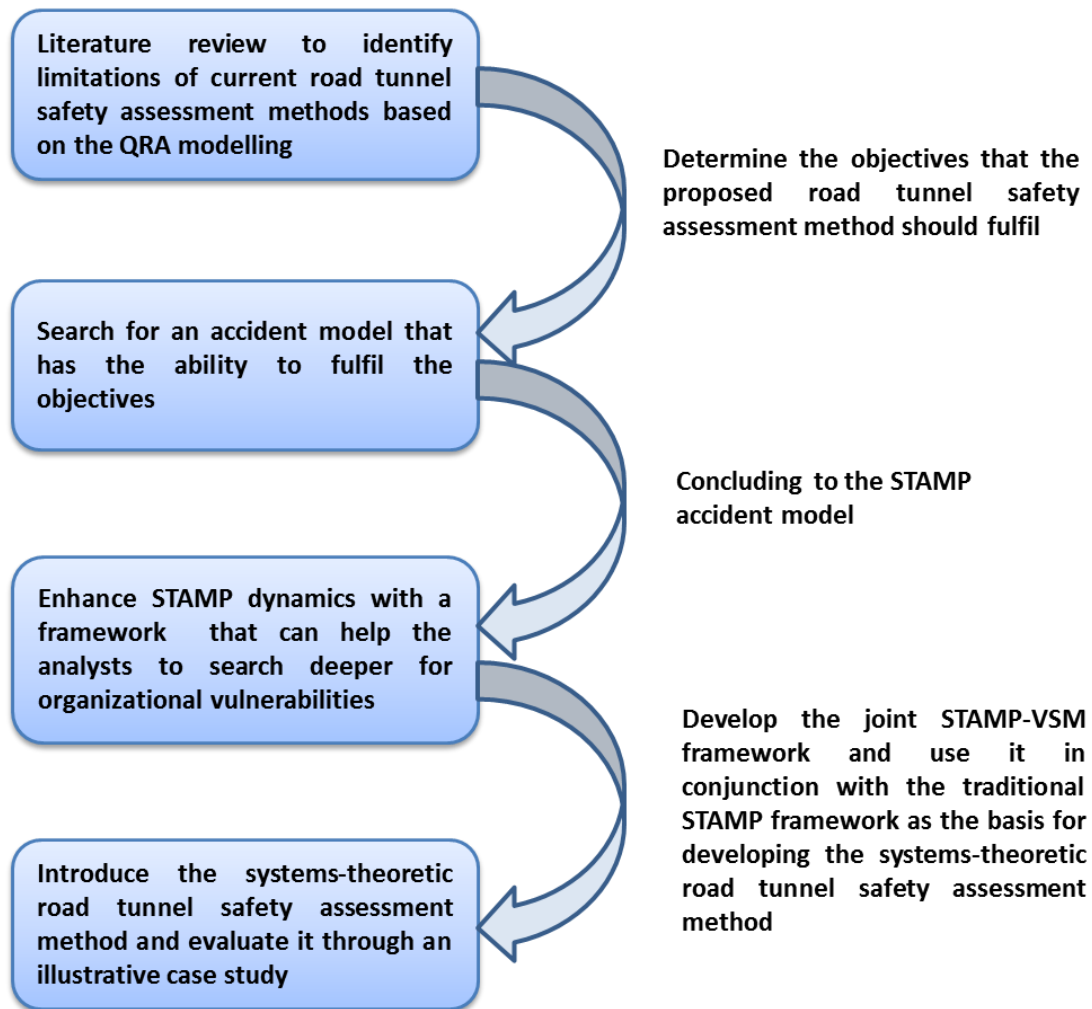 Literature review to identify
limitations of current road tunnel
safety assessment methods based
on the QRA modelling
Determine the objectives that the
proposed road tunnel safety
assessment method should fulfil
Search for an accident model that
has the ability to fulfil the
objectives
Concluding to the STAMP
accident model
Enhance STAMP dynamics with a
framework that can help the
analysts to search deeper for
organizational vulnerabilities
Develop the joint STAMP-VSM
framework and use it in
conjunction with the traditional
STAMP framework as the basis for
developing the systems-theoretic
road tunnel safety assessment
method
Introduce the systems-theoretic
road tunnel safety assessment
method and evaluate it through an
illustrative case study